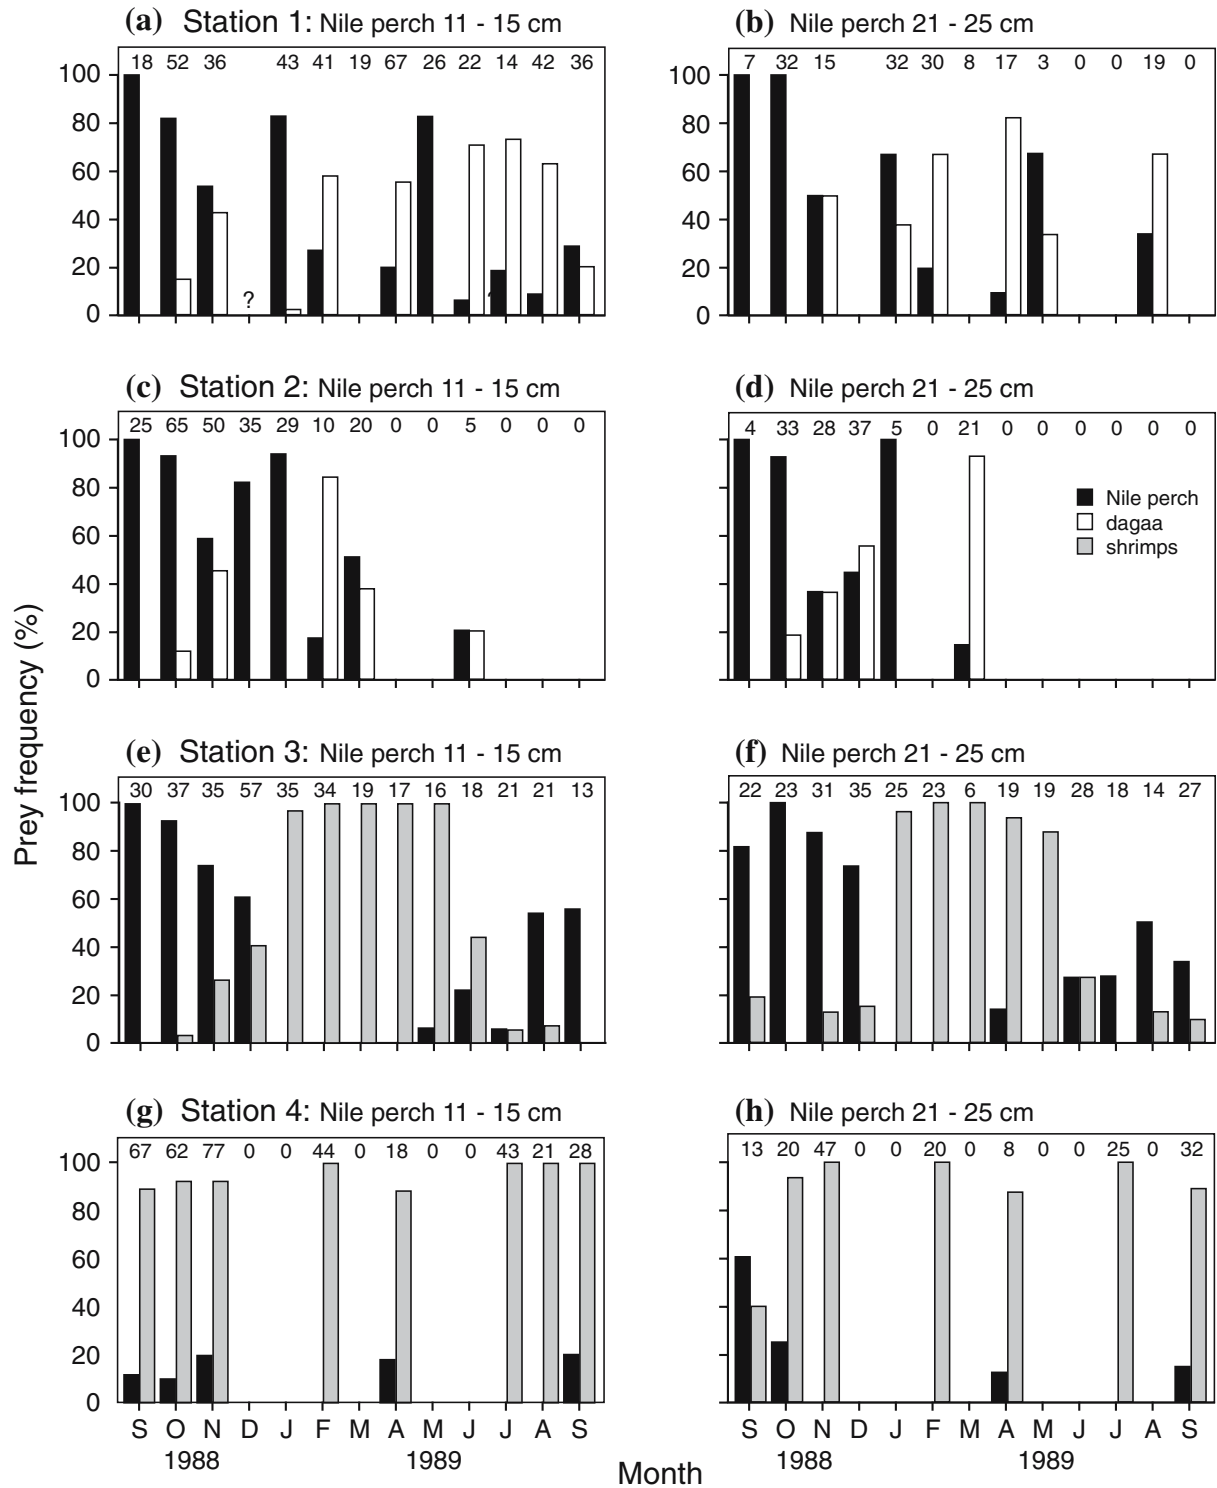 (a) Station 1: Nile perch 11 - 15 cm
18 52 36 43 41 19 67 26 22 14 42 36
100
80
60
40
20
0
?
(b) Nile perch 21 - 25 cm
7 32 15 32 30 8 17 3 0 0 19 0
100
80
60
40
20
0
(c) Station 2: Nile perch 11 - 15 cm
25 65 50 35 29 10 20 0 0 5 0 0 0
100
80
60
40
20
0
(d) Nile perch 21 - 25 cm
4 33 28 37 5 0 21 0 0 0 0 0 0
Nile perch
dagaa
shrimps
(e) Station 3: Nile perch 11 - 15 cm
30 37 35 57 35 34 19 17 16 18 21 21 13
100
80
60
40
20
0
(f) Nile perch 21 - 25 cm
22 23 31 35 25 23 6 19 19 28 18 14 27
(g) Station 4: Nile perch 11 - 15 cm
67 62 77 0 0 44 0 18 0 0 43 21 28
100
80
60
40
20
0
S O N D J F M A M J J A S
1988 1989
(h) Nile perch 21 - 25 cm
13 20 47 0 0 20 0 8 0 0 25 0 32
S O N D J F M A M J J A S
1988 1989
Month
Prey frequency (%)